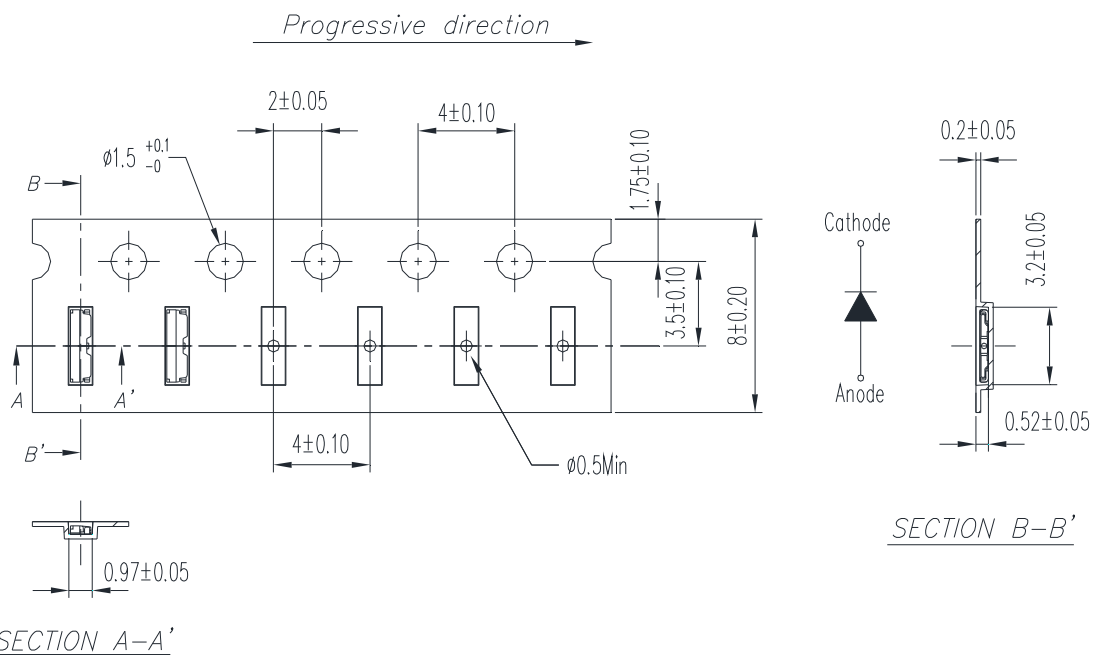 Progressive direction
2±0.05
4±0.10
ø1.5 +0.1 -0
1.75±0.10
0.2±0.05
B
Cathode
3.2±0.05
3.5±0.10
8±0.20
A
A'
Anode
B'
4±0.10
ø0.5Min
0.52±0.05
SECTION B-B'
0.97±0.05
SECTION A-A'